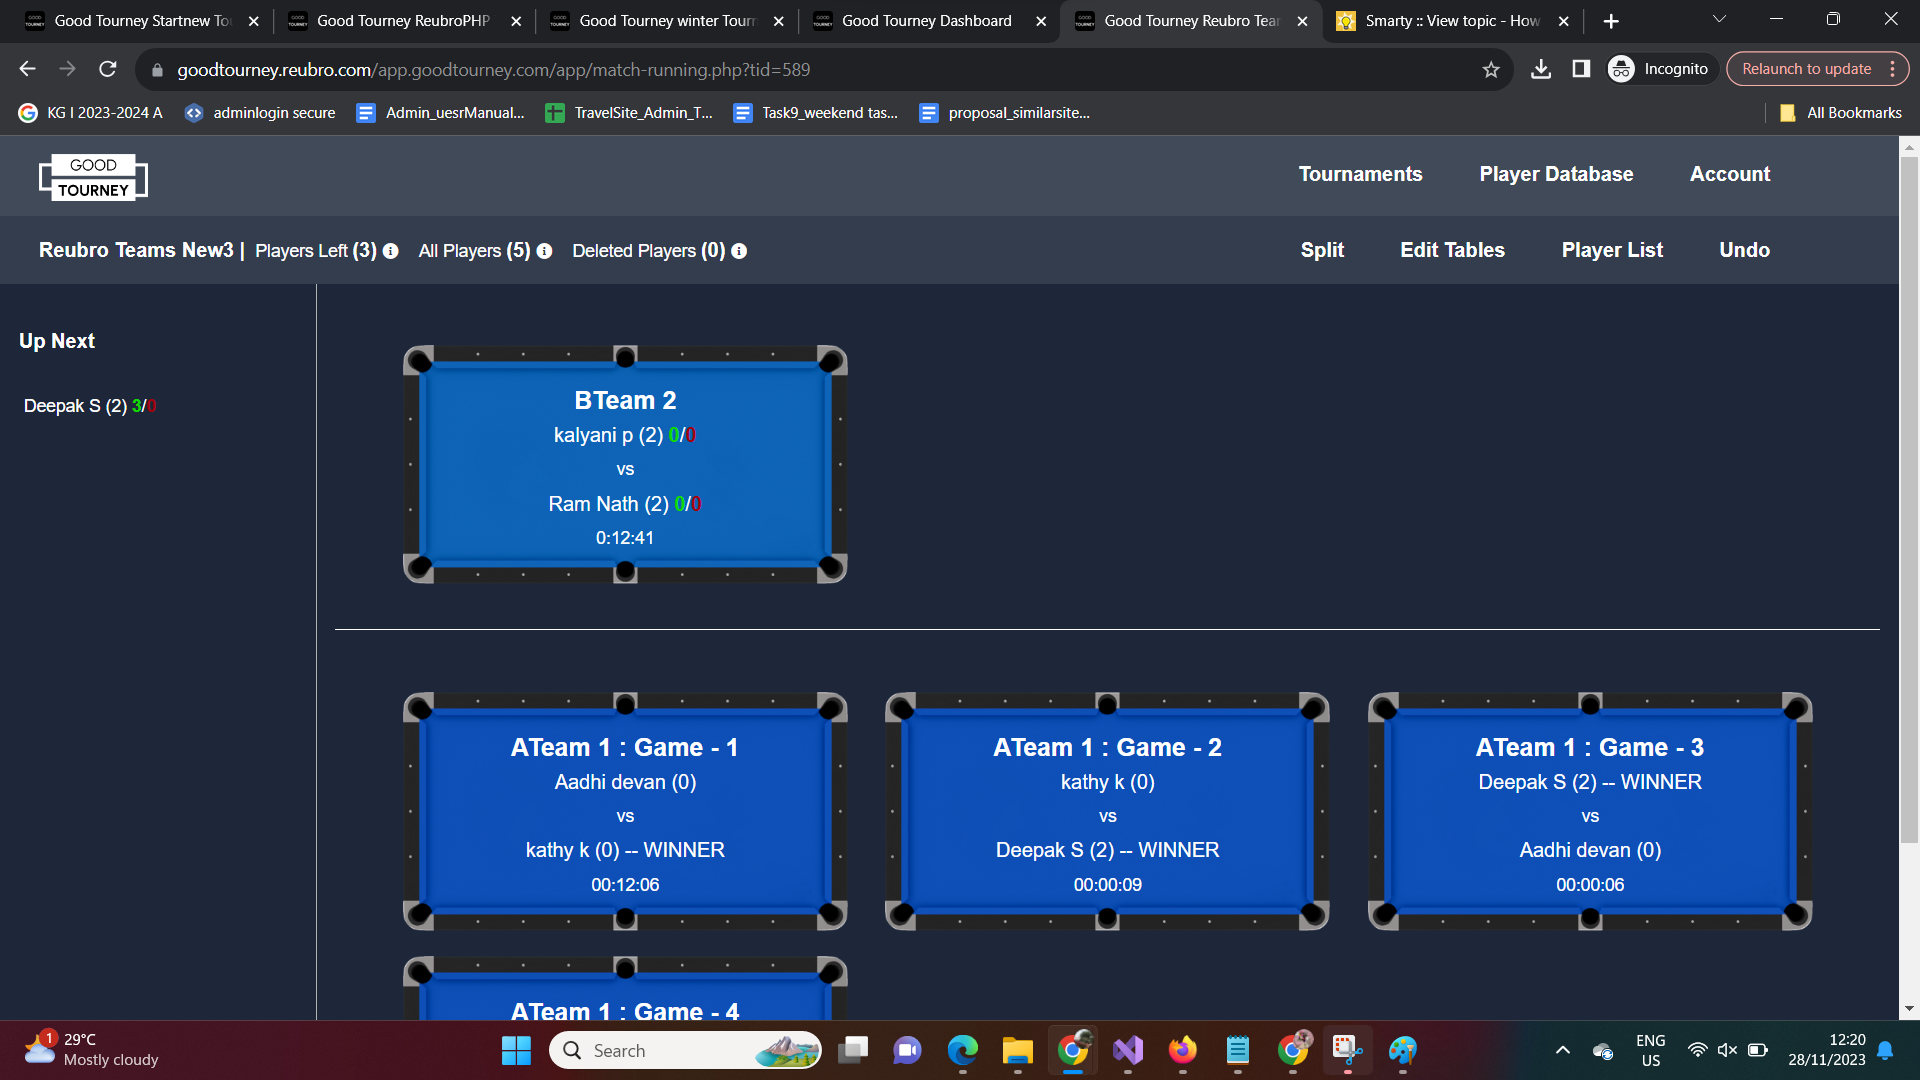 Good Tourney Startnew To
Good Tourney ReubroPHP
Good Tourney winter Tourn
Good Tourney Dashboard
Good Tourney Reubro Tea
Smarty :: View topic - How
goodtourney.reubro.com/app.goodtourney.com/app/match-running.php?tid=589
Incognito
Relaunch to update
KG I 2023-2024 A
adminlogin secure
Admin_uesrManual...
TravelSite_Admin_T...
Task9_weekend tas...
proposal_similarsite...
All Bookmarks
GOOD
TOURNEY
Tournaments
Player Database
Account
Reubro Teams New3 | Players Left (3) All Players (5) Deleted Players (0)
Split
Edit Tables
Player List
Undo
Up Next
Deepak S (2) 3/0
BTeam 2
kalyani p (2) 0/0
vs
Ram Nath (2) 0/0
0:12:41
ATeam 1 : Game - 1
Aadhi devan (0)
vs
kathy k (0) -- WINNER
00:12:06
ATeam 1 : Game - 2
kathy k (0)
vs
Deepak S (2) -- WINNER
00:00:09
ATeam 1 : Game - 3
Deepak S (2) -- WINNER
vs
Aadhi devan (0)
00:00:06
ATeam 1 : Game - 4
1
29°C
Mostly cloudy
Search
ENG
US
12:20
28/11/2023